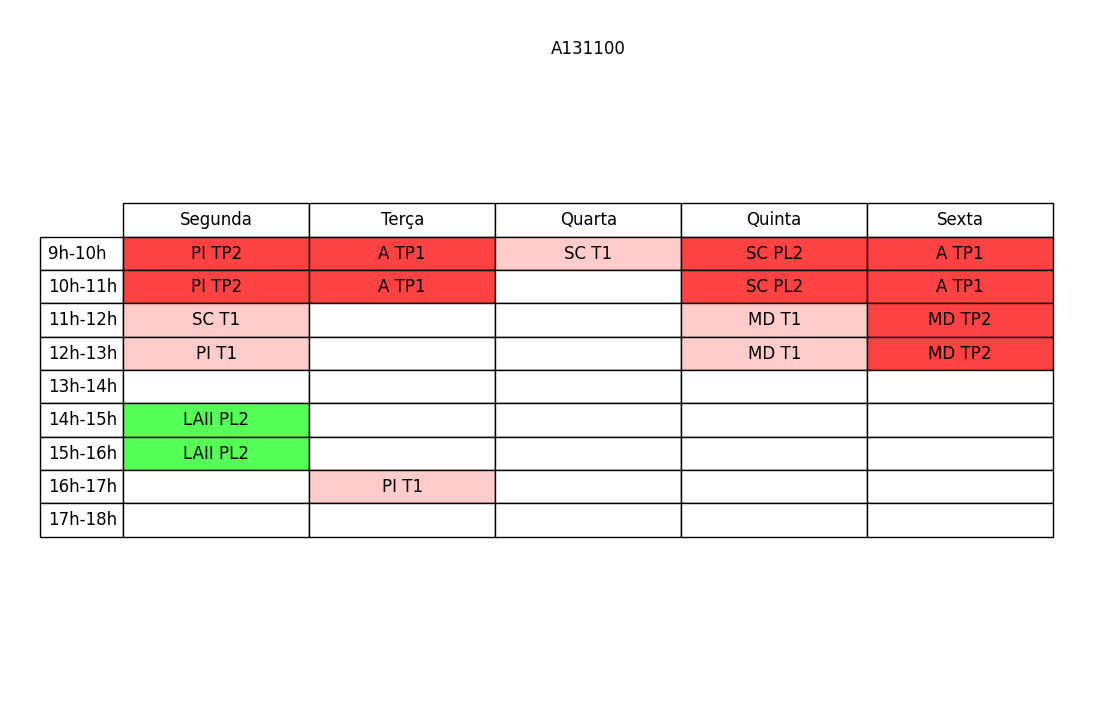 A131100
Segunda Terça Quarta Quinta Sexta
9h-10h PI TP2 A TP1 SC T1 SC PL2 A TP1
10h-11h PI TP2 A TP1 SC PL2 A TP1
11h-12h SC T1 MD T1 MD TP2
12h-13h PI T1 MD T1 MD TP2
13h-14h
14h-15h LAII PL2
15h-16h LAII PL2
16h-17h PI T1
17h-18h